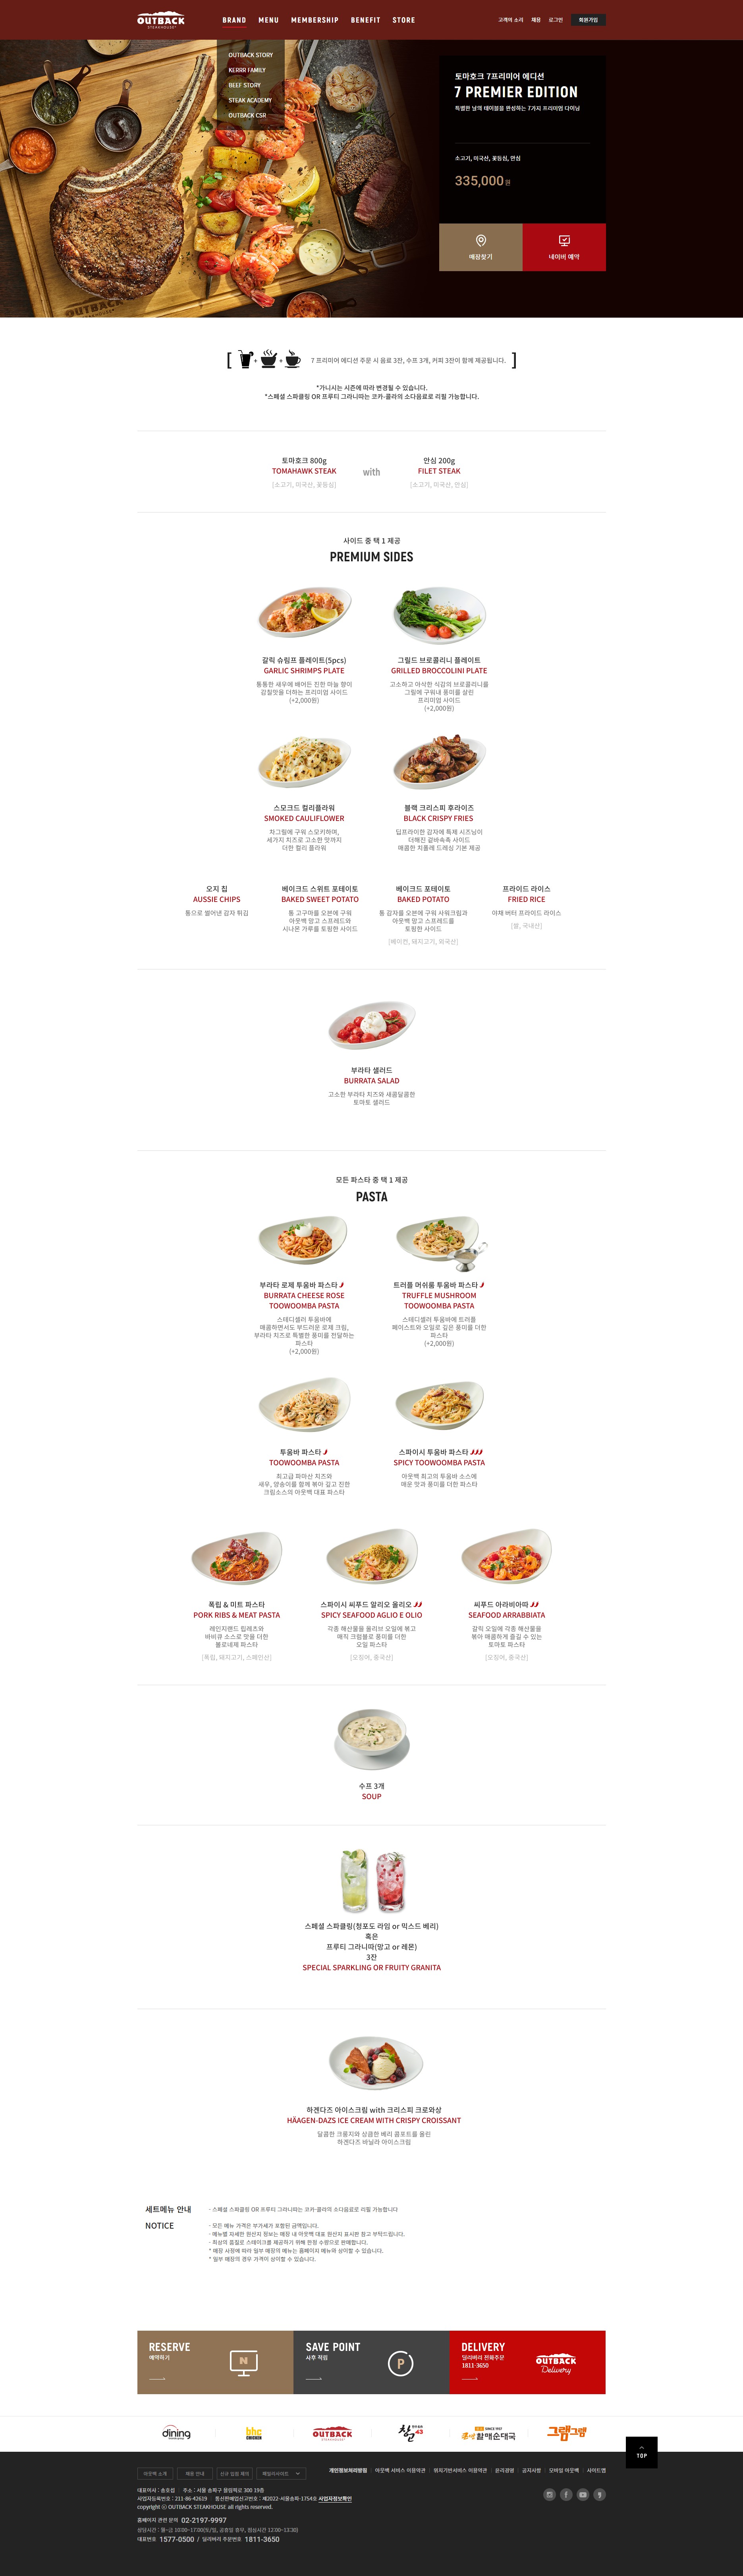 OUTBACK
STEAKHOUSE
BRAND MENU MEMBERSHIP BENEFIT STORE
고객의 소리 채용 로그인 회원가입
OUTBACK STORY
KERRR FAMILY
BEEF STORY
STEAK ACADEMY
OUTBACK CSR
토마호크 7프리미어 에디션
7 PREMIER EDITION
특별한 날의 테이블을 완성하는 7가지 프리미엄 다이닝
소고기, 미국산, 꽃등심, 안심
335,000원
매장찾기
네이버 예약
7 프리미어 에디션 주문 시 음료 3잔, 수프 3개, 커피 3잔이 함께 제공됩니다.
*가니시는 시즌에 따라 변경될 수 있습니다.
*스페셜 스파클링 OR 프루티 그라니따는 코카-콜라의 소다음료로 리필 가능합니다.
토마호크 800g
TOMAHAWK STEAK
[소고기, 미국산, 꽃등심]
with
안심 200g
FILET STEAK
[소고기, 미국산, 안심]
사이드 중 택 1 제공
PREMIUM SIDES
갈릭 슈림프 플레이트(5pcs)
GARLIC SHRIMPS PLATE
통통한 새우에 배어든 진한 마늘 향이
감칠맛을 더하는 프리미엄 사이드
(+2,000원)
그릴드 브로콜리니 플레이트
GRILLED BROCCOLINI PLATE
고소하고 아삭한 식감의 브로콜리니를
그릴에 구워내 풍미를 살린
프리미엄 사이드
(+2,000원)
스모크드 컬리플라워
SMOKED CAULIFLOWER
차그릴에 구워 스모키하며,
세가지 치즈로 고소한 맛까지
더한 컬리 플라워
블랙 크리스피 후라이즈
BLACK CRISPY FRIES
딥프라이한 감자에 특제 시즈닝이
더해진 겉바속촉 사이드
매콤한 치폴레 드레싱 기본 제공
오지 칩
AUSSIE CHIPS
통으로 썰어낸 감자 튀김
베이크드 스위트 포테이토
BAKED SWEET POTATO
통 고구마를 오븐에 구워
아웃백 망고 스프레드와
시나몬 가루를 토핑한 사이드
베이크드 포테이토
BAKED POTATO
통 감자를 오븐에 구워 사워크림과
아웃백 망고 스프레드를
토핑한 사이드
[베이컨, 돼지고기, 외국산]
프라이드 라이스
FRIED RICE
야채 버터 프라이드 라이스
[쌀, 국내산]
부라타 샐러드
BURRATA SALAD
고소한 부라타 치즈와 새콤달콤한
토마토 샐러드
모든 파스타 중 택 1 제공
PASTA
부라타 로제 투움바 파스타
BURRATA CHEESE ROSE
TOOWOOMBA PASTA
스테디셀러 투움바에
매콤하면서도 부드러운 로제 크림,
부라타 치즈로 특별한 풍미를 전달하는
파스타
(+2,000원)
트러플 머쉬룸 투움바 파스타
TRUFFLE MUSHROOM
TOOWOOMBA PASTA
스테디셀러 투움바에 트러플
페이스트와 오일로 깊은 풍미를 더한
파스타
(+2,000원)
투움바 파스타
TOOWOOMBA PASTA
최고급 파마산 치즈와
새우, 양송이를 함께 볶아 깊고 진한
크림소스의 아웃백 대표 파스타
스파이시 투움바 파스타
SPICY TOOWOOMBA PASTA
아웃백 최고의 투움바 소스에
매운 맛과 풍미를 더한 파스타
폭립 & 미트 파스타
PORK RIBS & MEAT PASTA
레인지랜드 립레츠와
바비큐 소스로 맛을 더한
볼로네제 파스타
[폭립, 돼지고기, 스페인산]
스파이시 씨푸드 알리오 올리오
SPICY SEAFOOD AGLIO E OLIO
각종 해산물을 올리브 오일에 볶고
매직 크럼블로 풍미를 더한
오일 파스타
[오징어, 중국산]
씨푸드 아라비아따
SEAFOOD ARRABBIATA
갈릭 오일에 각종 해산물을
볶아 매콤하게 즐길 수 있는
토마토 파스타
[오징어, 중국산]
수프 3개
SOUP
스페셜 스파클링(청포도 라임 or 믹스드 베리)
혹은
프루티 그라니따(망고 or 레몬)
3잔
SPECIAL SPARKLING OR FRUITY GRANITA
하겐다즈 아이스크림 with 크리스피 크로와상
HÄAGEN-DAZS ICE CREAM WITH CRISPY CROISSANT
달콤한 크룽지와 상큼한 베리 콤포트를 올린
하겐다즈 바닐라 아이스크림
세트메뉴 안내
- 스페셜 스파클링 OR 프루티 그라니따는 코카-콜라의 소다음료로 리필 가능합니다
NOTICE
- 모든 메뉴 가격은 부가세가 포함된 금액입니다.
- 메뉴별 자세한 원산지 정보는 매장 내 아웃백 대표 원산지 표시판 참고 부탁드립니다.
- 최상의 품질로 스테이크를 제공하기 위해 한정 수량으로 판매합니다.
* 매장 사정에 따라 일부 매장의 메뉴는 홈페이지 메뉴와 상이할 수 있습니다.
* 일부 매장의 경우 가격이 상이할 수 있습니다.
RESERVE
예약하기
N
SAVE POINT
사후 적립
P
DELIVERY
딜리버리 전화주문
1811-3650
OUTBACK
Delivery
dining
bhc
CHICKEN
OUTBACK
STEAKHOUSE
창고43
큰맘할매순대국
그램그램
TOP
아웃백 소개
채용 안내
신규 입점 제의
패밀리사이트
개인정보처리방침 아웃백 서비스 이용약관 위치기반서비스 이용약관 윤리경영 공지사항 모바일 아웃백 사이트맵
대표이사 : 송호섭 주소 : 서울 송파구 올림픽로 300 19층
사업자등록번호 : 211-86-42619 통신판매업신고번호 : 제2022-서울송파-1754호 사업자정보확인
copyright ⓒ OUTBACK STEAKHOUSE all rights reserved.
홈페이지 관련 문의 02-2197-9997
상담시간 : 월~금 10:00~17:00(토/일, 공휴일 휴무, 점심시간 12:00~13:30)
대표번호 1577-0500 / 딜리버리 주문번호 1811-3650